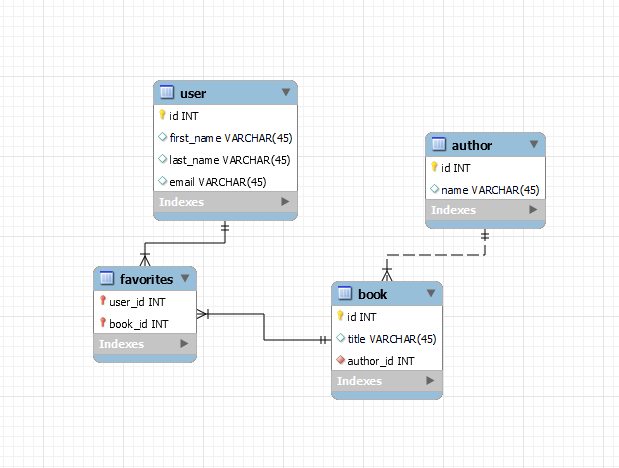 user
id INT
first_name VARCHAR(45)
last_name VARCHAR(45)
email VARCHAR(45)
Indexes
author
id INT
name VARCHAR(45)
Indexes
favorites
user_id INT
book_id INT
Indexes
book
id INT
title VARCHAR(45)
author_id INT
Indexes